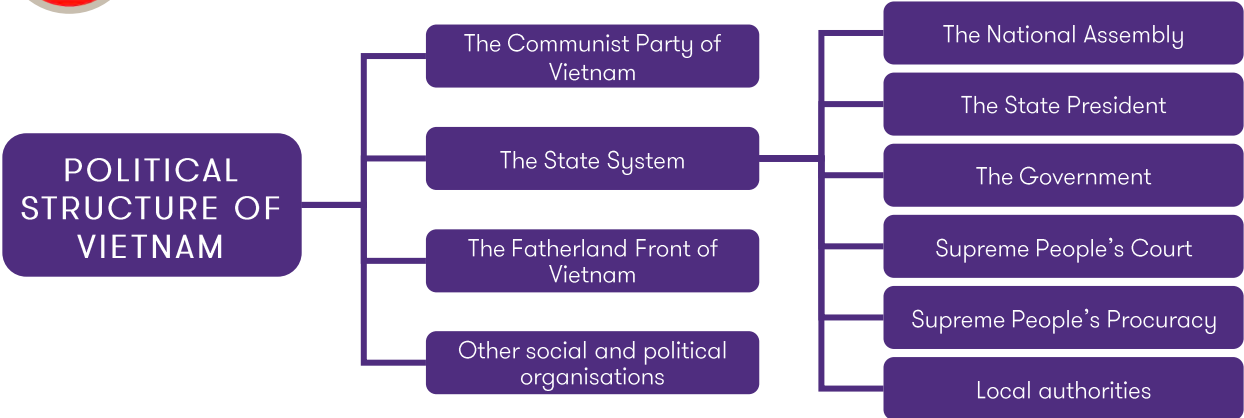 POLITICAL
STRUCTURE OF
VIETNAM
The Communist Party of
Vietnam
The State System
The Fatherland Front of
Vietnam
Other social and political
organisations
The National Assembly
The State President
The Government
Supreme People's Court
Supreme People's Procuracy
Local authorities